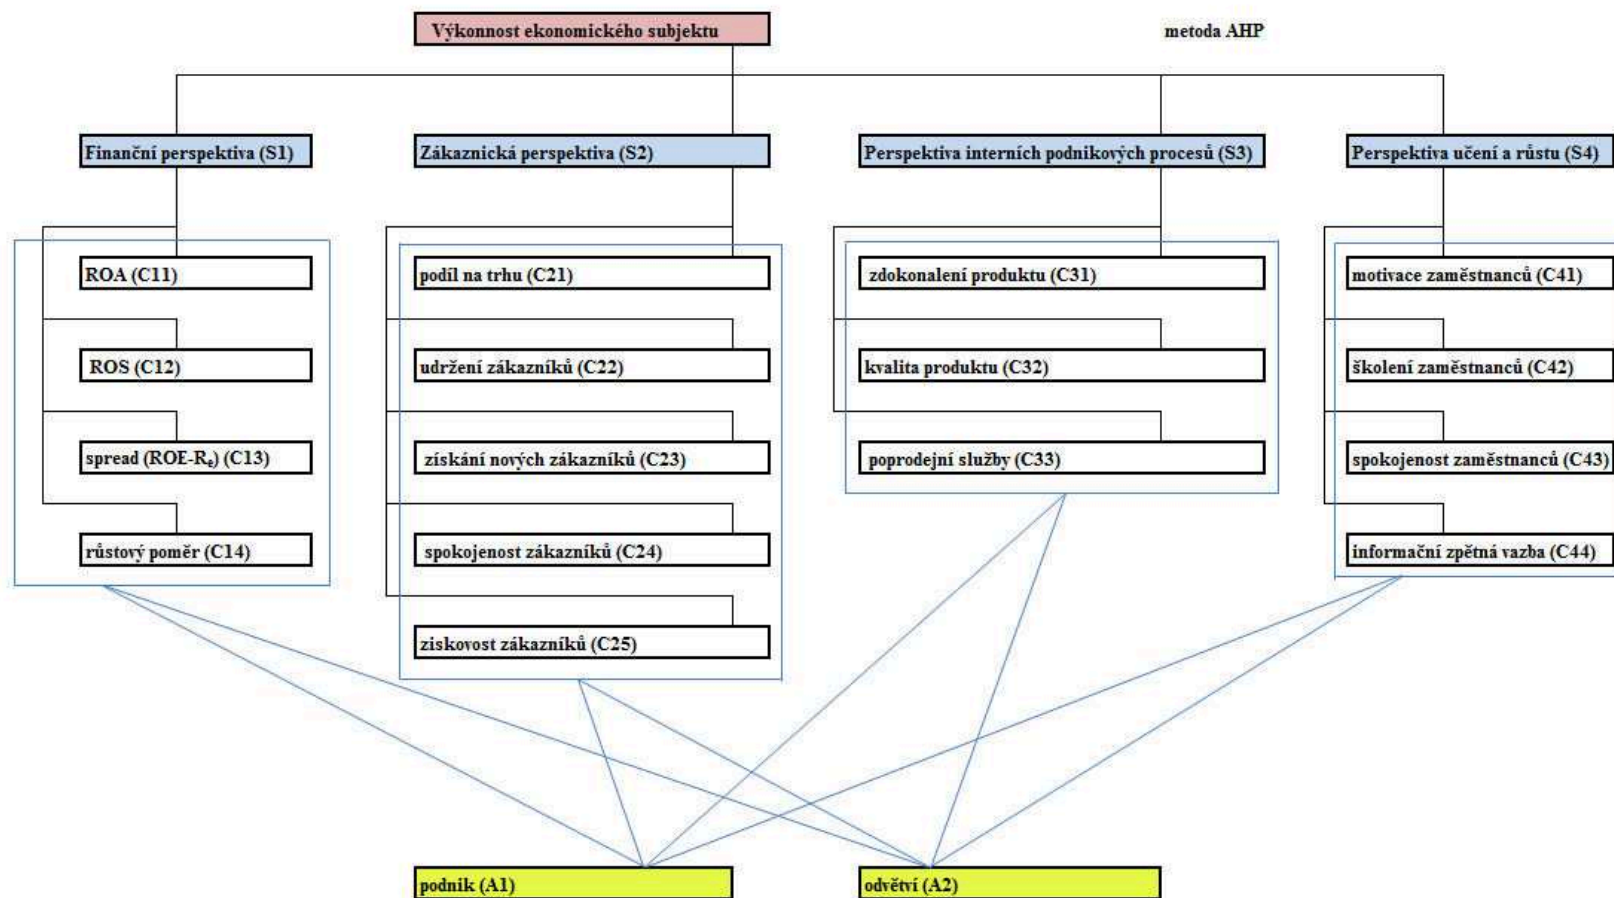 Výkonnost ekonomického subjektu
metoda AHP
Finanční perspektiva (S1)
Zákaznická perspektiva (S2)
Perspektiva interních podnikových procesů (S3)
Perspektiva učení a růstu (S4)
ROA (C11)
podíl na trhu (C21)
zdokonalení produktu (C31)
motivace zaměstnanců (C41)
ROS (C12)
udržení zákazníků (C22)
kvalita produktu (C32)
školení zaměstnanců (C42)
spread (ROE-Rₑ) (C13)
získání nových zákazníků (C23)
poprodejní služby (C33)
spokojenost zaměstnanců (C43)
růstový poměr (C14)
spokojenost zákazníků (C24)
informační zpětná vazba (C44)
ziskovost zákazníků (C25)
podnik (A1)
odvětví (A2)